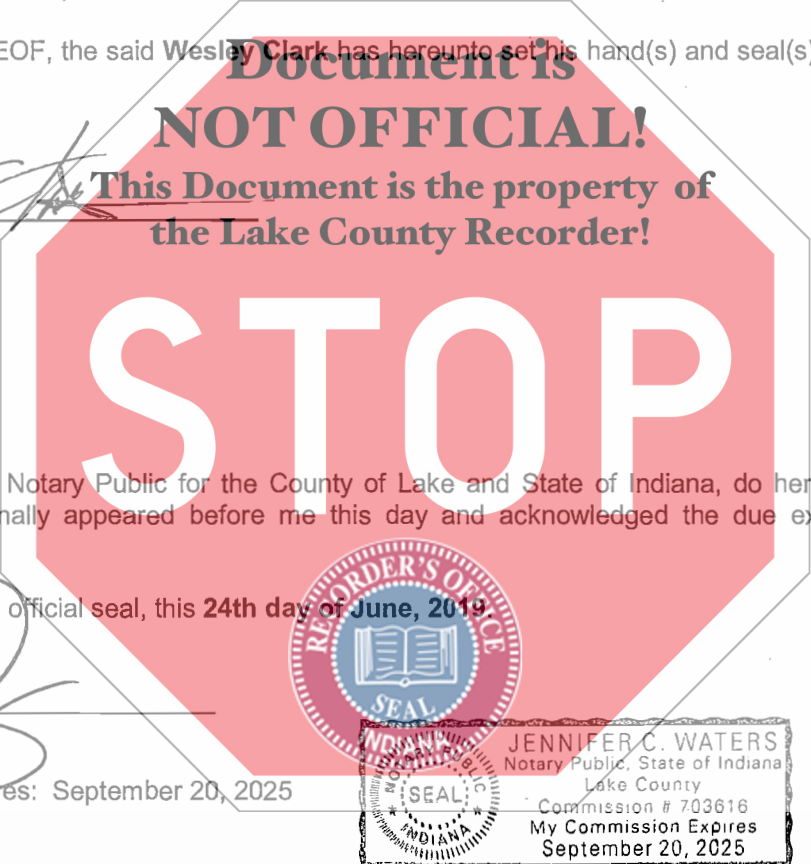 EOF, the said Wesley Clark has hereunto set his hand(s) and seal(s)
Document is
NOT OFFICIAL!
This Document is the property of
the Lake County Recorder!
STOP
Notary Public for the County of Lake and State of Indiana, do her
nally appeared before me this day and acknowledged the due ex
official seal, this 24th day of June, 2019.
RECORDER'S OFFICE
SEAL
INDIANA
es: September 20, 2025
NOTARY PUBLIC
SEAL
INDIANA
JENNIFER C. WATERS
Notary Public, State of Indiana
Lake County
Commission # 703616
My Commission Expires
September 20, 2025